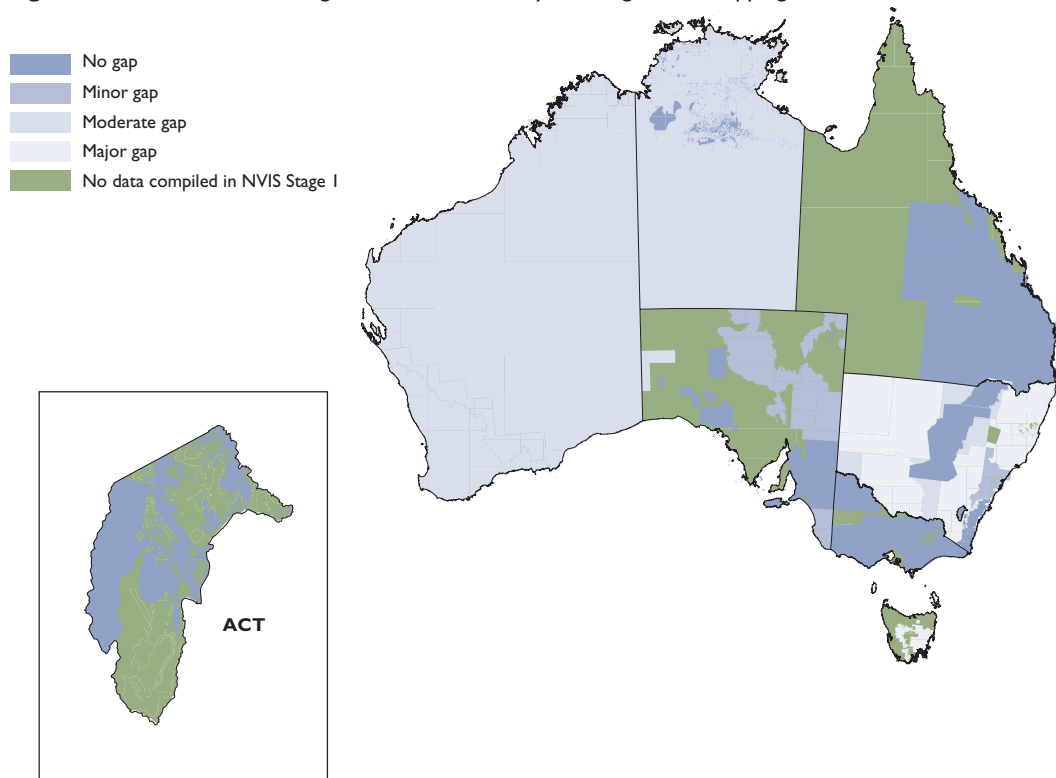 No gap
Minor gap
Moderate gap
Major gap
No data compiled in NVIS Stage 1
ACT